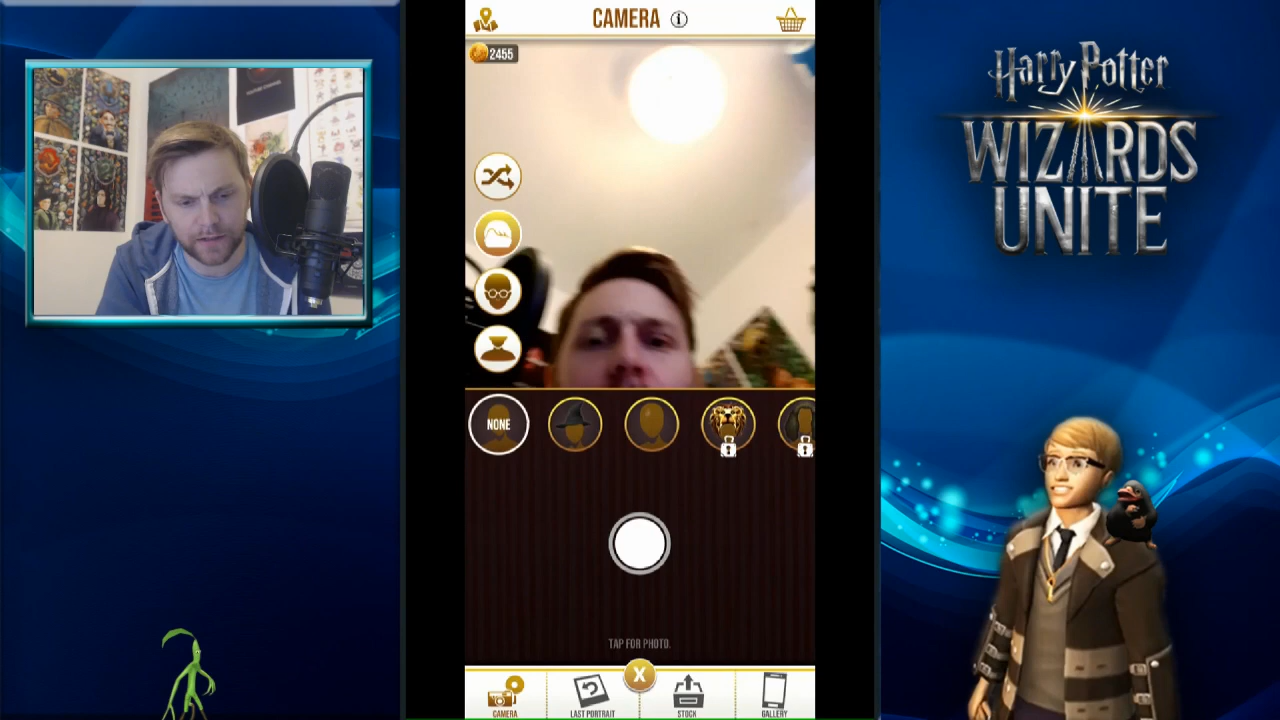 CAMERA
2455
NONE
TAP FOR PHOTO.
CAMERA
LAST PORTRAIT
STOCK
GALLERY
Harry Potter
WIZARDS
UNITE